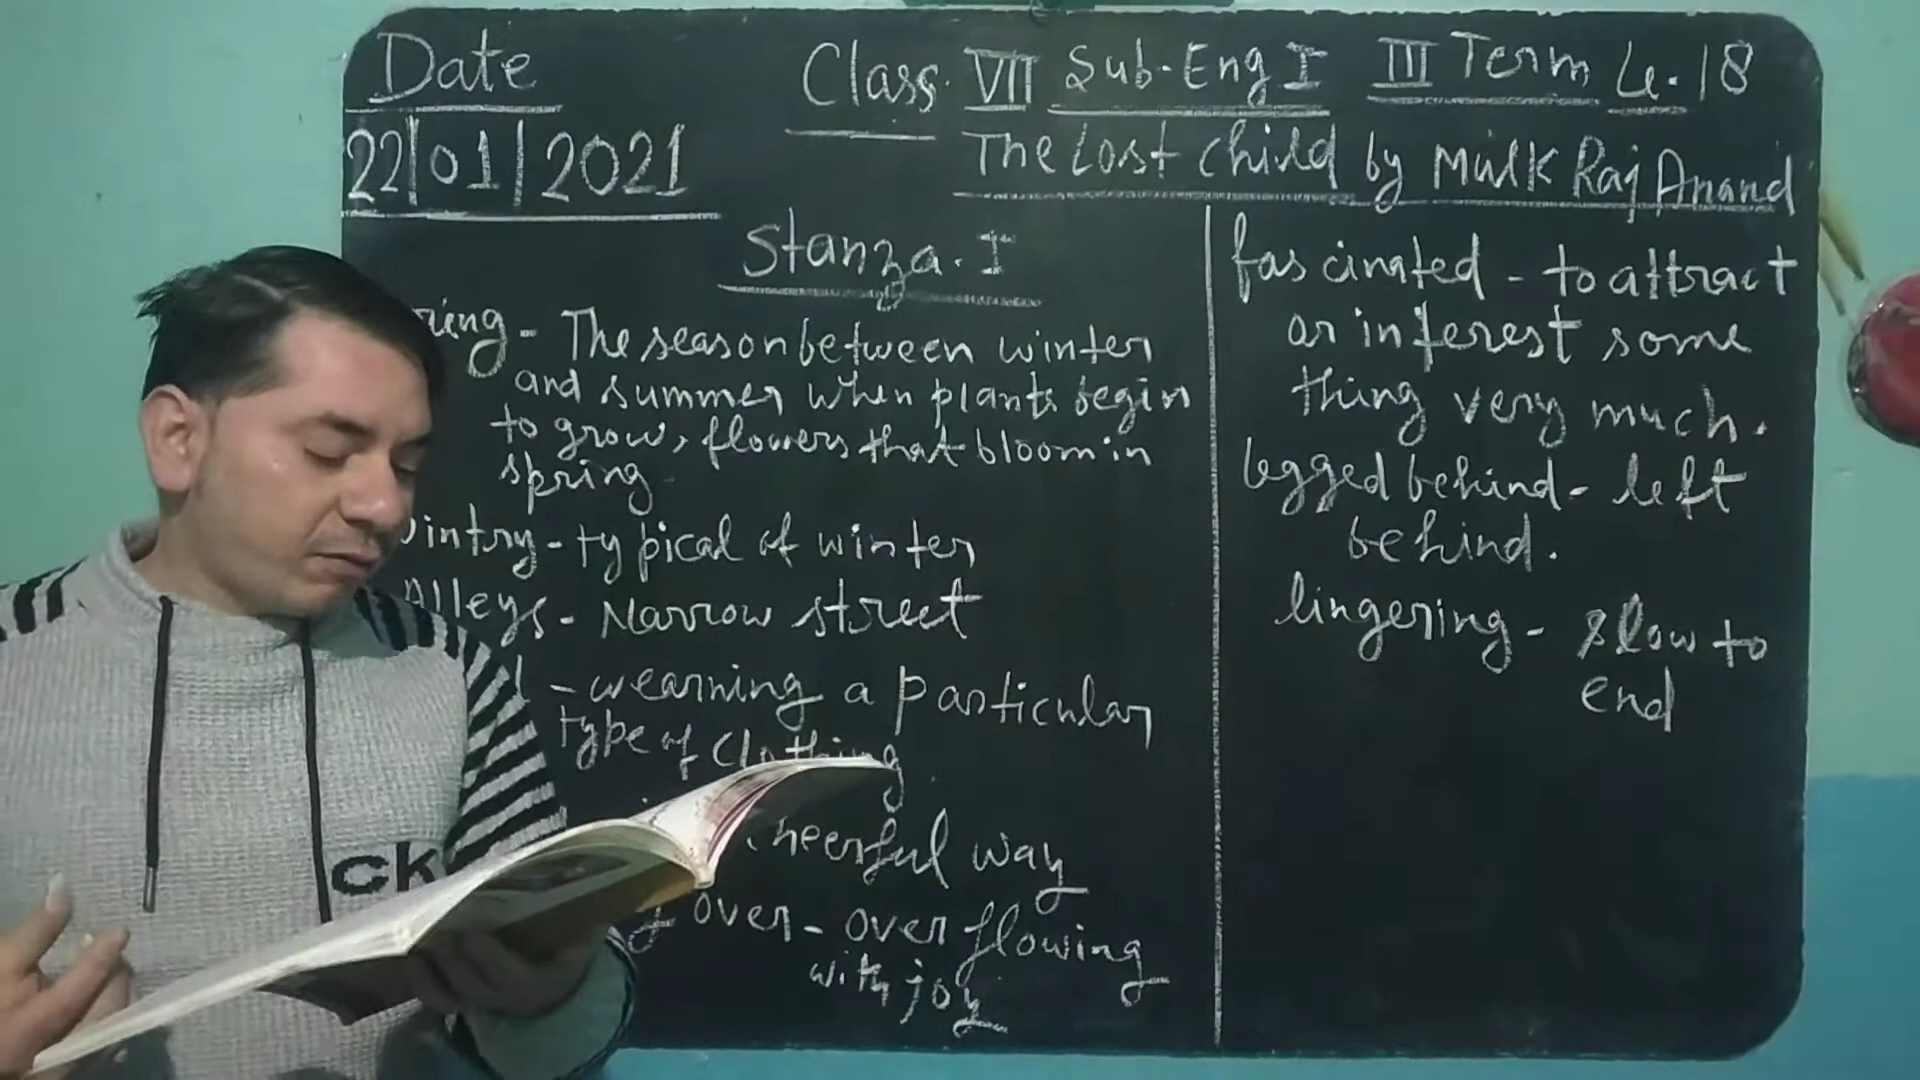 Date
22/01/2021
Class VII Sub-Eng I III Term L.18
The Lost Child by Mulk Raj Anand
Stanza-I
ring - The season between winter
and summer when plants begin
to grow, flowers that bloom in
spring
intry - typical of winter
Alleys - Narrow street
- wearning a particular
type of clothing
heerful way
g over - over flowing
with joy
fascinated - to attract
or interest some
thing very much.
legged behind - left
behind.
lingering - slow to
end
ck